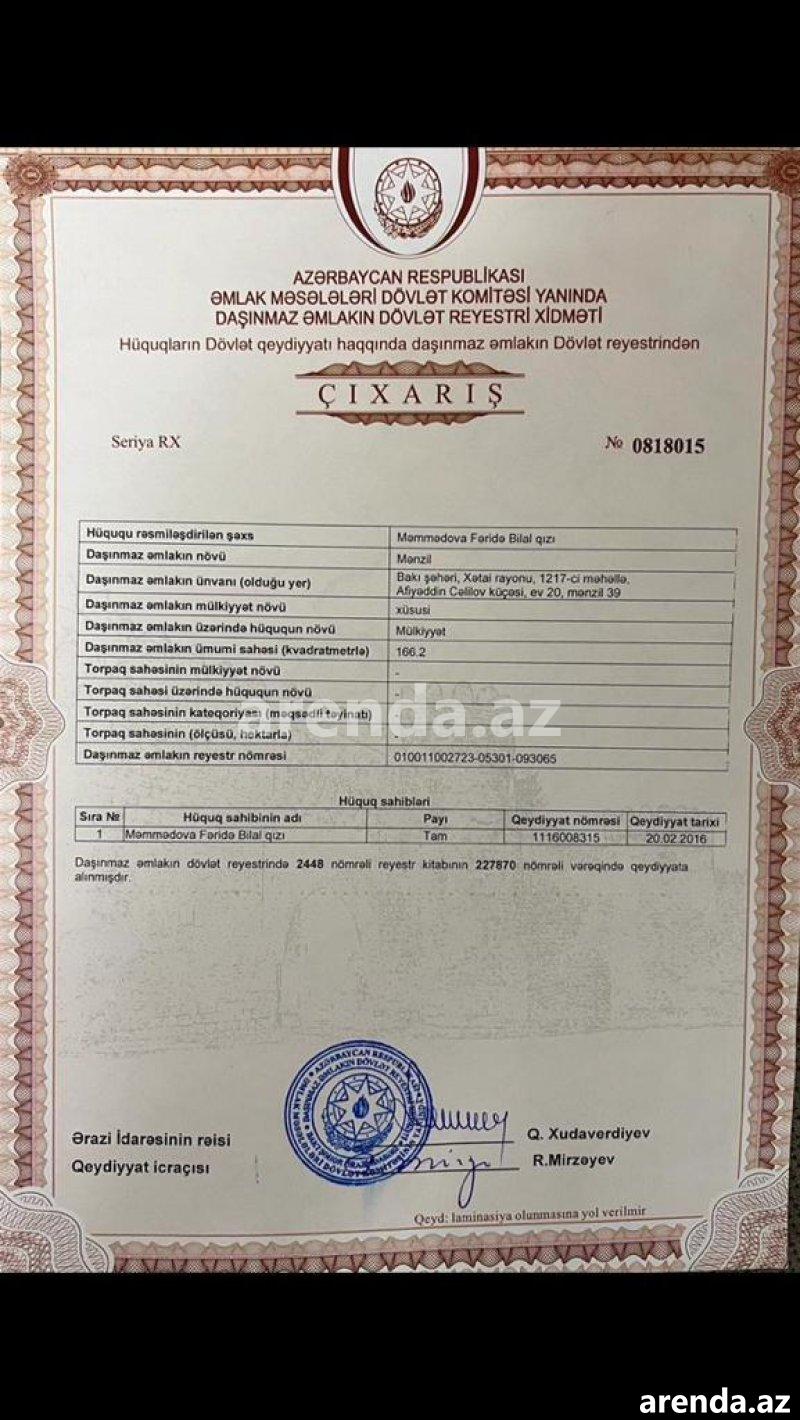 AZƏRBAYCAN RESPUBLİKASI
ƏMLAK MƏSƏLƏLƏRİ DÖVLƏT KOMİTƏSİ YANINDA
DAŞINMAZ ƏMLAKIN DÖVLƏT REYESTRİ XİDMƏTİ
Hüquqların Dövlət qeydiyyatı haqqında daşınmaz əmlakın Dövlət reyestrindən
ÇIXARIŞ
Seriya RX № 0818015
Hüququ rəsmiləşdirilən şəxs Məmmədova Fəridə Bilal qızı
Daşınmaz əmlakın növü Mənzil
Daşınmaz əmlakın ünvanı (olduğu yer) Bakı şəhəri, Xətai rayonu, 1217-ci məhəllə,
Afiyəddin Cəlilov küçəsi, ev 20, mənzil 39
Daşınmaz əmlakın mülkiyyət növü xüsusi
Daşınmaz əmlakın üzərində hüququn növü Mülkiyyət
Daşınmaz əmlakın ümumi sahəsi (kvadratmetrlə) 166.2
Torpaq sahəsinin mülkiyyət növü -
Torpaq sahəsi üzərində hüququn növü -
Torpaq sahəsinin kateqoriyası (məqsədli təyinatı)
Torpaq sahəsinin (ölçüsü, hektarla) -
Daşınmaz əmlakın reyestr nömrəsi 010011002723-05301-093065
arenda.az
Hüquq sahibləri
Sıra № Hüquq sahibinin adı Payı Qeydiyyat nömrəsi Qeydiyyat tarixi
1 Məmmədova Fəridə Bilal qızı Tam 1116008315 20.02.2016
Daşınmaz əmlakın dövlət reyestrində 2448 nömrəli reyestr kitabının 227870 nömrəli vərəqində qeydiyyata
alınmışdır.
Ərazi İdarəsinin rəisi Q. Xudaverdiyev
Qeydiyyat icraçısı R.Mirzəyev
Qeyd: laminasiya olunmasına yol verilmir
arenda.az